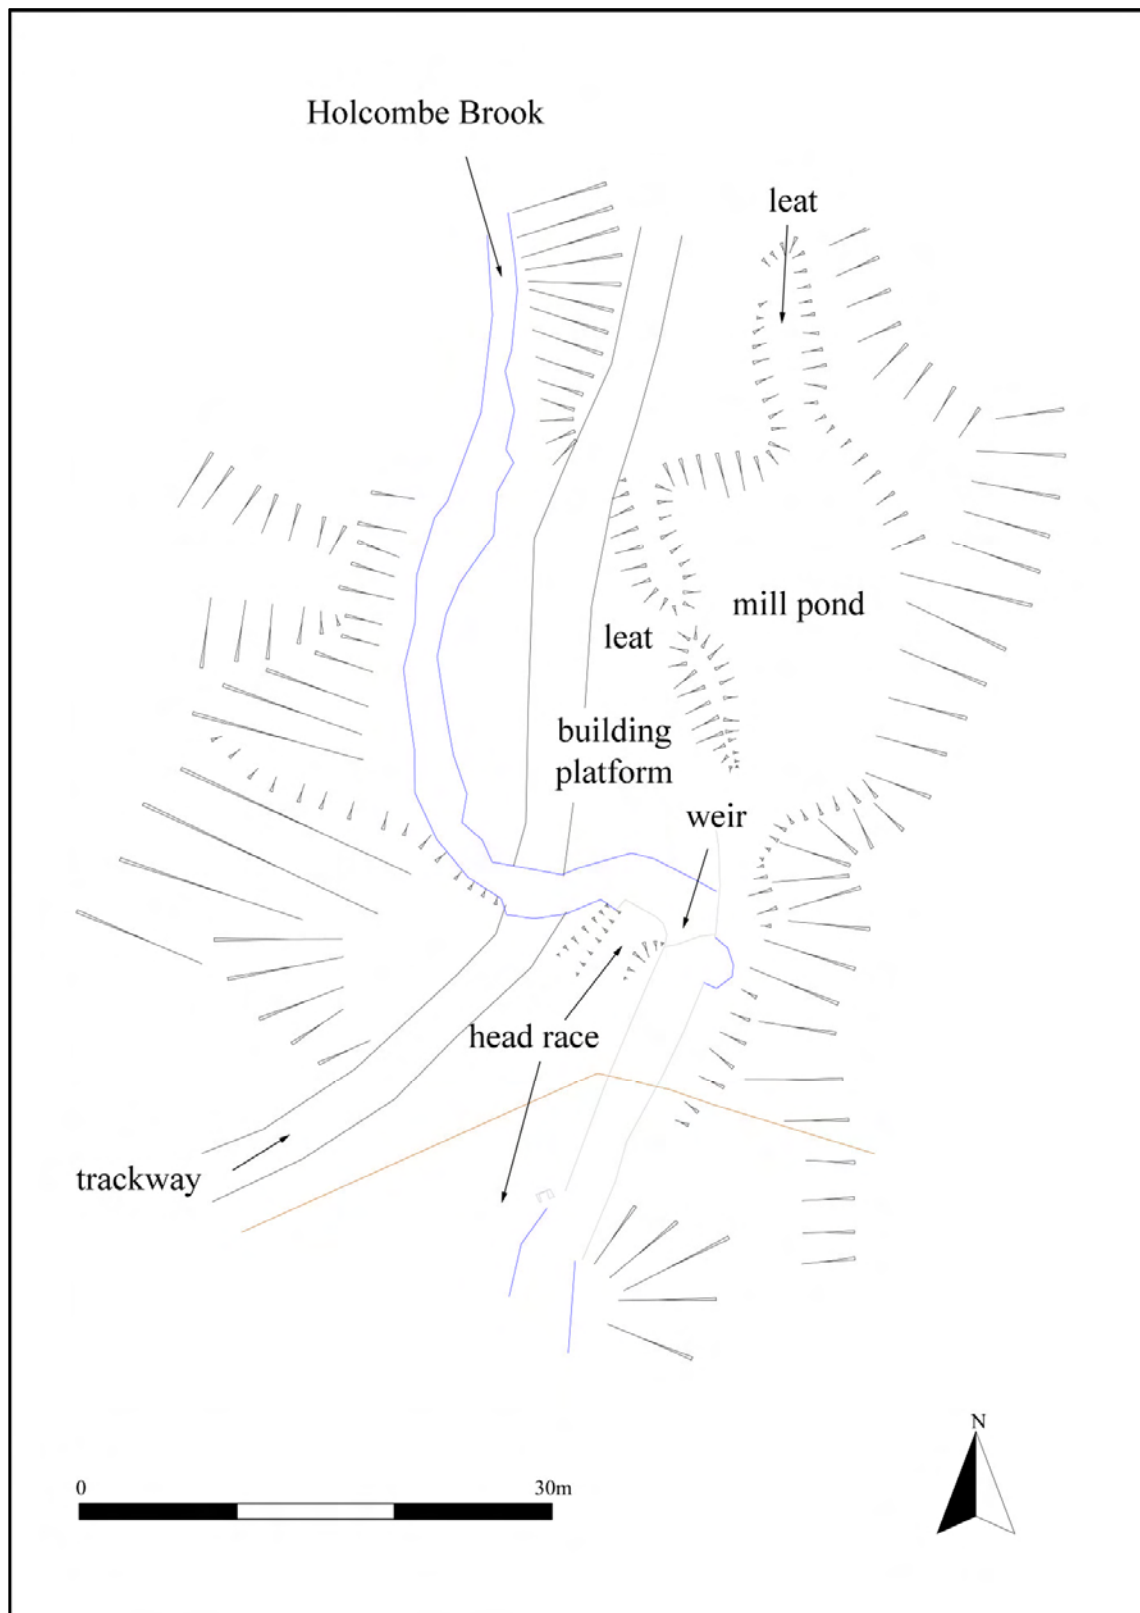 Holcombe Brook
leat
mill pond
leat
building
platform
weir
head race
trackway
N
0
30m